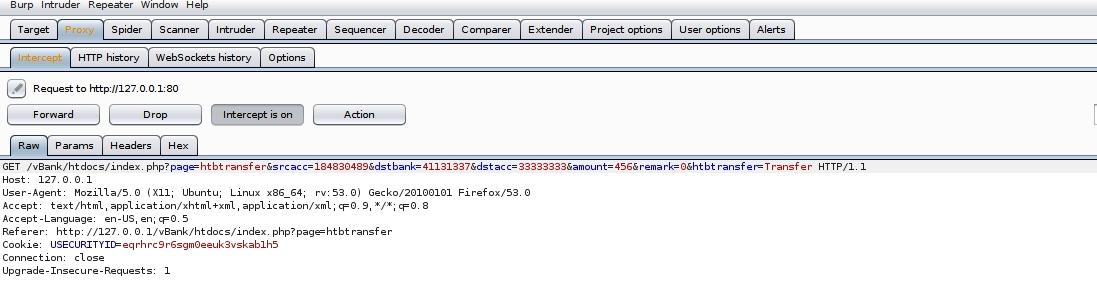 Burp Intruder Repeater Window Help
Target Proxy Spider Scanner Intruder Repeater Sequencer Decoder Comparer Extender Project options User options Alerts
Intercept HTTP history WebSockets history Options
Request to http://127.0.0.1:80
Forward Drop Intercept is on Action
Raw Params Headers Hex
GET /vBank/htdocs/index.php?page=htbtransfer&srcacc=184830489&dstbank=41131337&dstacc=33333333&amount=456&remark=0&htbtransfer=Transfer HTTP/1.1
Host: 127.0.0.1
User-Agent: Mozilla/5.0 (X11; Ubuntu; Linux x86_64; rv:53.0) Gecko/20100101 Firefox/53.0
Accept: text/html,application/xhtml+xml,application/xml;q=0.9,*/*;q=0.8
Accept-Language: en-US,en;q=0.5
Referer: http://127.0.0.1/vBank/htdocs/index.php?page=htbtransfer
Cookie: USECURITYID=eqrhrc9r6sgm0eeuk3vskab1h5
Connection: close
Upgrade-Insecure-Requests: 1